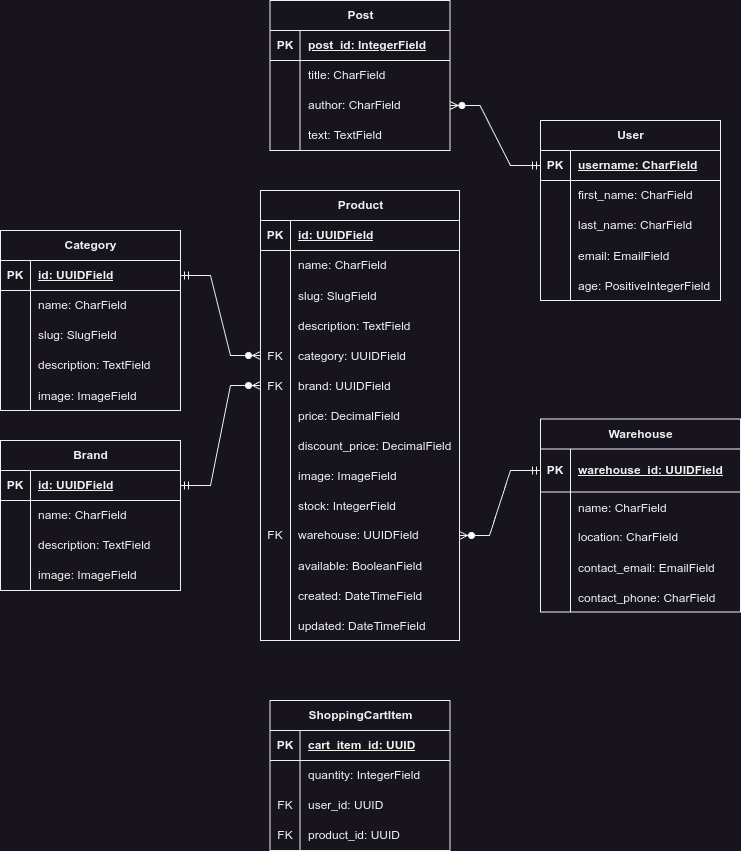 Post
PK post_id: IntegerField
title: CharField
author: CharField
text: TextField
User
PK username: CharField
first_name: CharField
last_name: CharField
email: EmailField
age: PositiveIntegerField
Product
PK id: UUIDField
name: CharField
slug: SlugField
description: TextField
FK category: UUIDField
FK brand: UUIDField
price: DecimalField
discount_price: DecimalField
image: ImageField
stock: IntegerField
FK warehouse: UUIDField
available: BooleanField
created: DateTimeField
updated: DateTimeField
Category
PK id: UUIDField
name: CharField
slug: SlugField
description: TextField
image: ImageField
Brand
PK id: UUIDField
name: CharField
description: TextField
image: ImageField
Warehouse
PK warehouse_id: UUIDField
name: CharField
location: CharField
contact_email: EmailField
contact_phone: CharField
ShoppingCartItem
PK cart_item_id: UUID
quantity: IntegerField
FK user_id: UUID
FK product_id: UUID